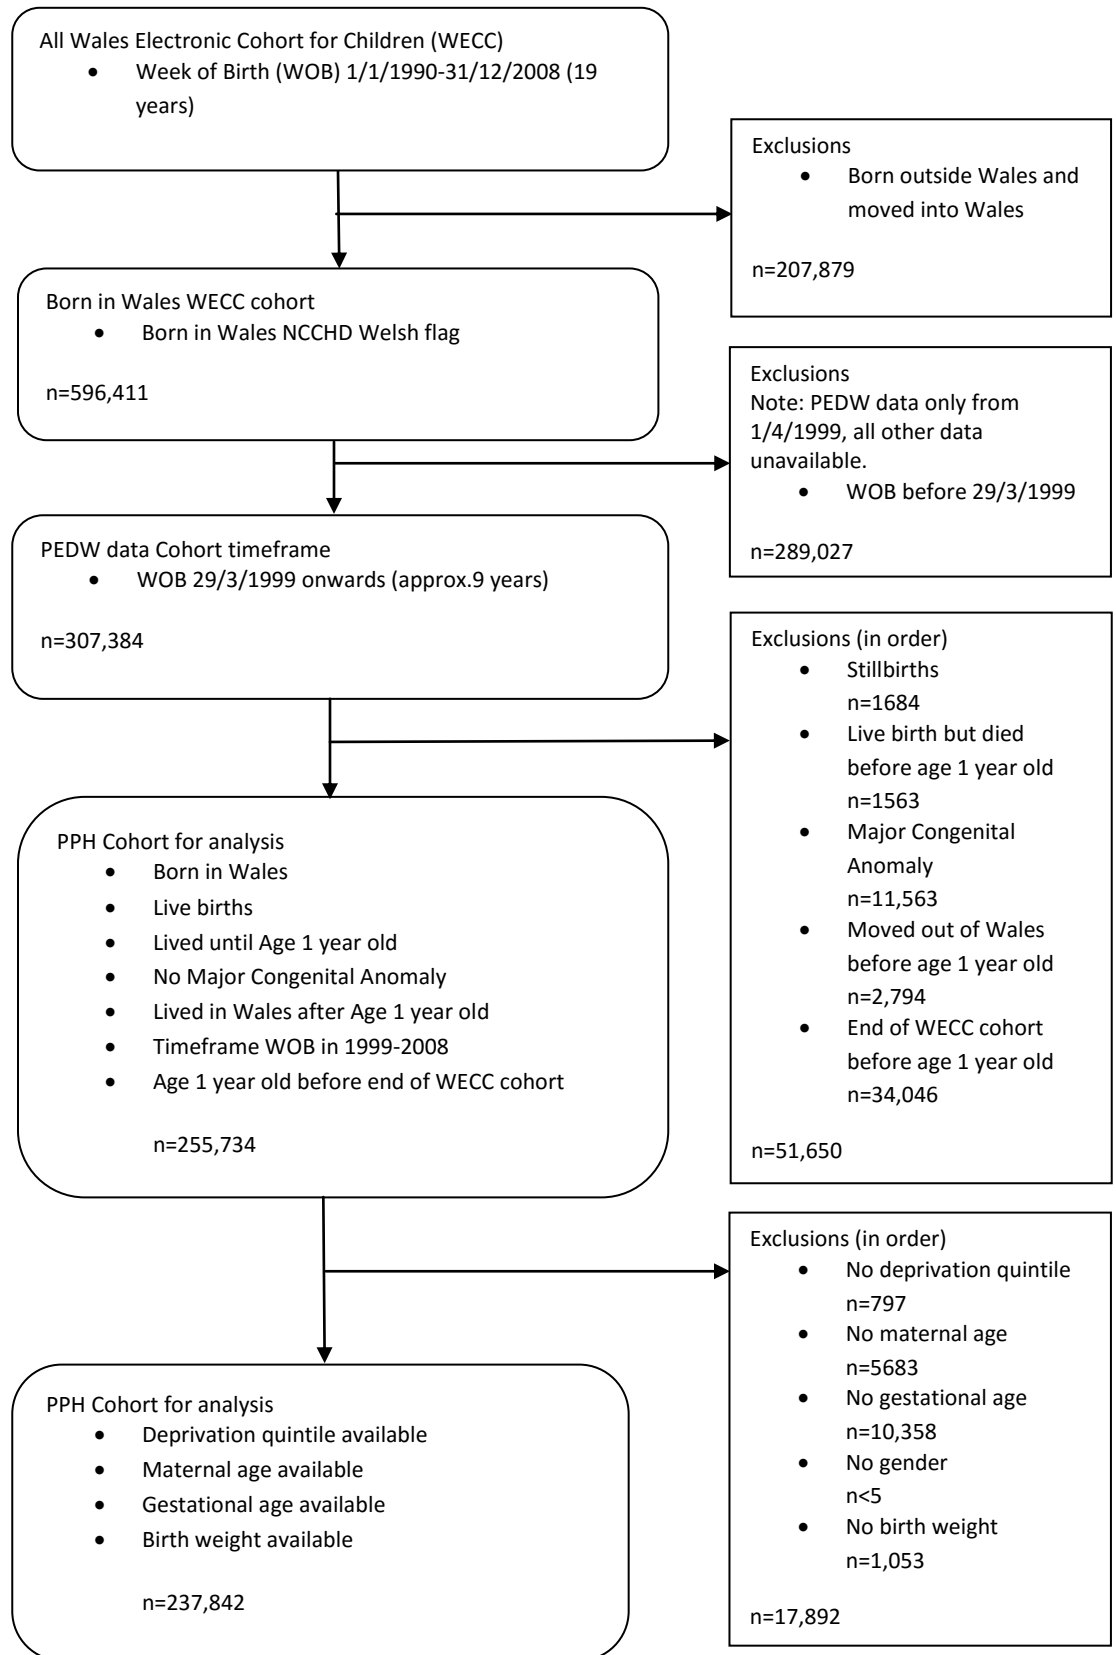 All Wales Electronic Cohort for Children (WECC)
• Week of Birth (WOB) 1/1/1990-31/12/2008 (19
years)
Exclusions
• Born outside Wales and
moved into Wales
n=207,879
Born in Wales WECC cohort
• Born in Wales NCCHD Welsh flag
n=596,411
Exclusions
Note: PEDW data only from
1/4/1999, all other data
unavailable.
• WOB before 29/3/1999
n=289,027
PEDW data Cohort timeframe
• WOB 29/3/1999 onwards (approx.9 years)
n=307,384
Exclusions (in order)
• Stillbirths
n=1684
• Live birth but died
before age 1 year old
n=1563
• Major Congenital
Anomaly
n=11,563
• Moved out of Wales
before age 1 year old
n=2,794
• End of WECC cohort
before age 1 year old
n=34,046
n=51,650
PPH Cohort for analysis
• Born in Wales
• Live births
• Lived until Age 1 year old
• No Major Congenital Anomaly
• Lived in Wales after Age 1 year old
• Timeframe WOB in 1999-2008
• Age 1 year old before end of WECC cohort
n=255,734
Exclusions (in order)
• No deprivation quintile
n=797
• No maternal age
n=5683
• No gestational age
n=10,358
• No gender
n<5
• No birth weight
n=1,053
n=17,892
PPH Cohort for analysis
• Deprivation quintile available
• Maternal age available
• Gestational age available
• Birth weight available
n=237,842